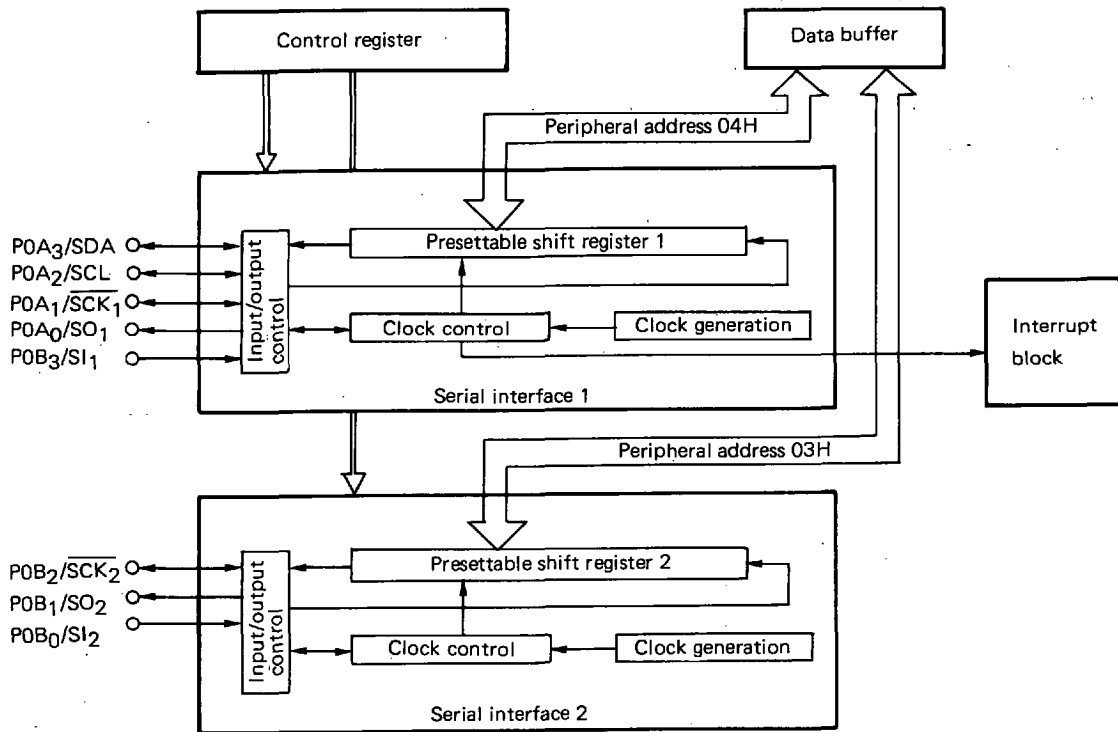 Control register
Data buffer
Peripheral address 04H
P0A₃/SDA
P0A₂/SCL
P0A₁/S̅C̅K̅₁̅
P0A₀/SO₁
P0B₃/SI₁
Input/output
control
Presettable shift register 1
Clock control
Clock generation
Serial interface 1
Interrupt
block
Peripheral address 03H
P0B₂/S̅C̅K̅₂̅
P0B₁/SO₂
P0B₀/SI₂
Input/output
control
Presettable shift register 2
Clock control
Clock generation
Serial interface 2